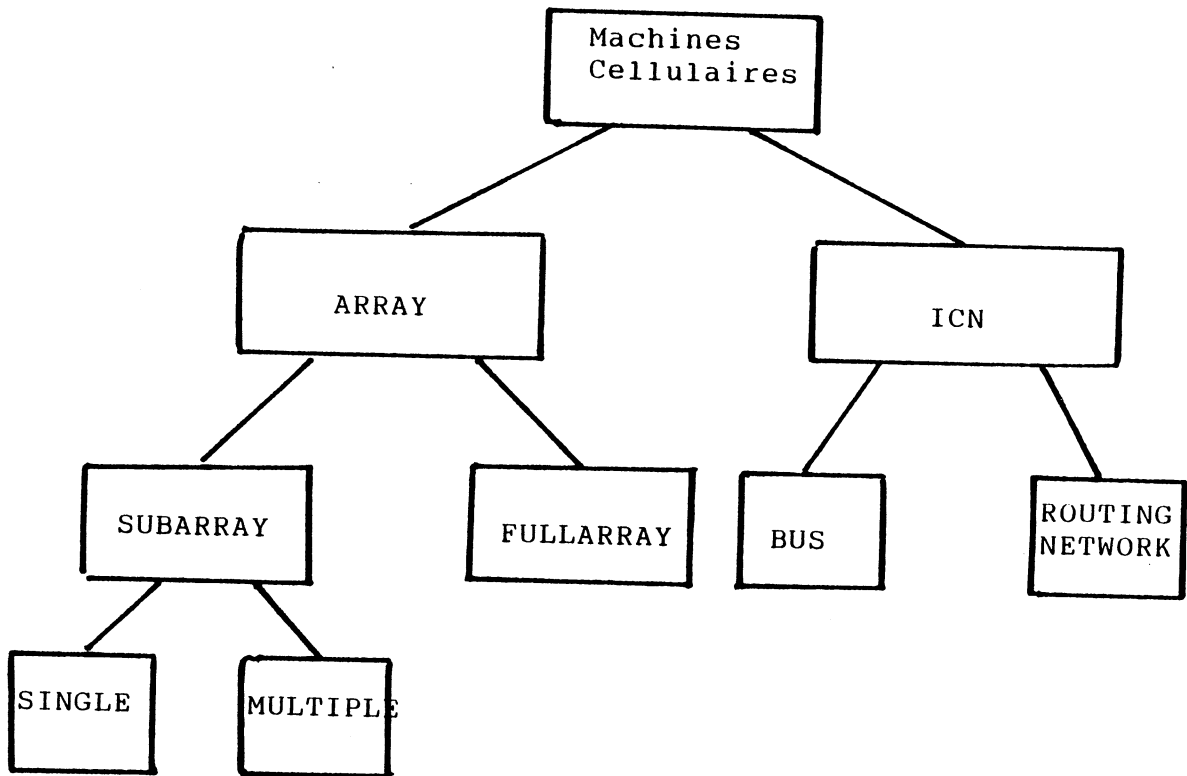 Machines
Cellulaires
ARRAY
ICN
SUBARRAY
FULLARRAY
BUS
ROUTING
NETWORK
SINGLE
MULTIPLE